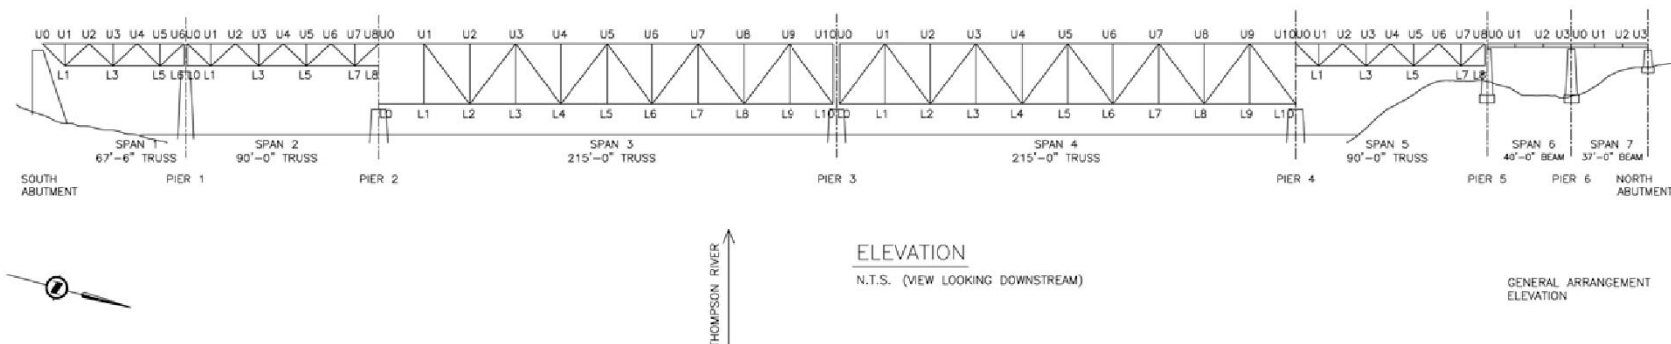 U0 U1 U2 U3 U4 U5 U6 U0 U1 U2 U3 U4 U5 U6 U7 U8 U0 U1 U2 U3 U4 U5 U6 U7 U8 U9 U10 U1 U2 U3 U4 U5 U6 U7 U8 U9 U10 U0 U1 U2 U3 U4 U5 U6 U7 U8 U0 U1 U2 U3 U0 U1 U2 U3
L1 L3 L5 L6 L0 L1 L3 L5 L7 L8 L1 L3 L5 L7 L8
L0 L1 L2 L3 L4 L5 L6 L7 L8 L9 L10 L0 L1 L2 L3 L4 L5 L6 L7 L8 L9 L10
SPAN 1 SPAN 2 SPAN 3 SPAN 4 SPAN 5 SPAN 6 SPAN 7
67'-6" TRUSS 90'-0" TRUSS 215'-0" TRUSS 215'-0" TRUSS 90'-0" TRUSS 40'-0" BEAM 37'-0" BEAM
SOUTH
ABUTMENT
PIER 1 PIER 2 PIER 3 PIER 4 PIER 5 PIER 6
NORTH
ABUTMENT
THOMPSON RIVER
ELEVATION
N.T.S. (VIEW LOOKING DOWNSTREAM)
GENERAL ARRANGEMENT
ELEVATION